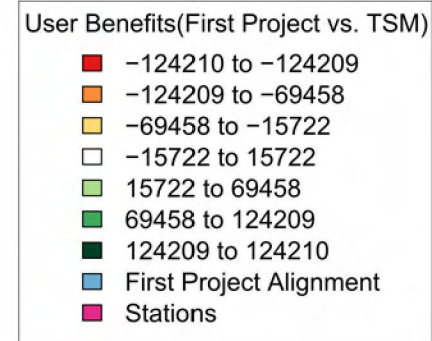 User Benefits(First Project vs. TSM)
−124210 to −124209
−124209 to −69458
−69458 to −15722
−15722 to 15722
15722 to 69458
69458 to 124209
124209 to 124210
First Project Alignment
Stations